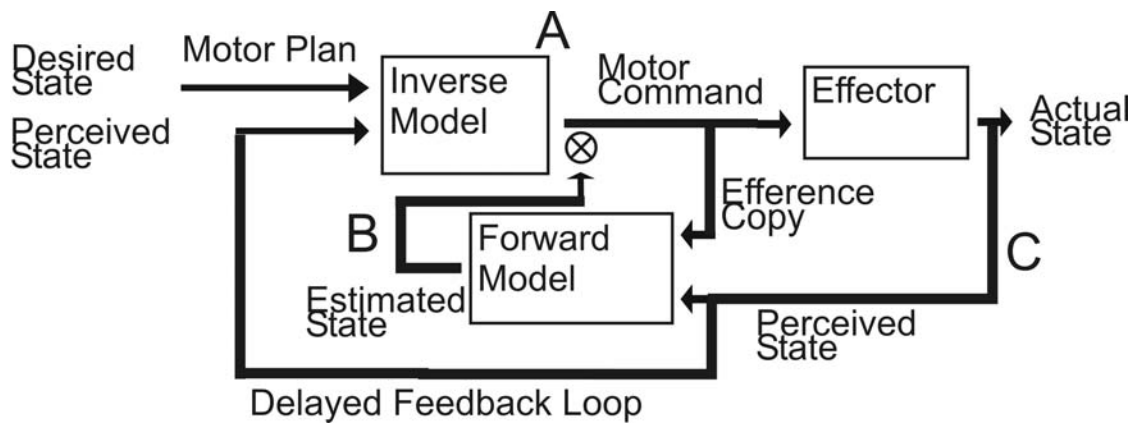 A
Desired
State
Motor Plan
Inverse
Model
Motor
Command
Effector
Actual
State
Perceived
State
Efference
Copy
B
Forward
Model
C
Estimated
State
Perceived
State
Delayed Feedback Loop